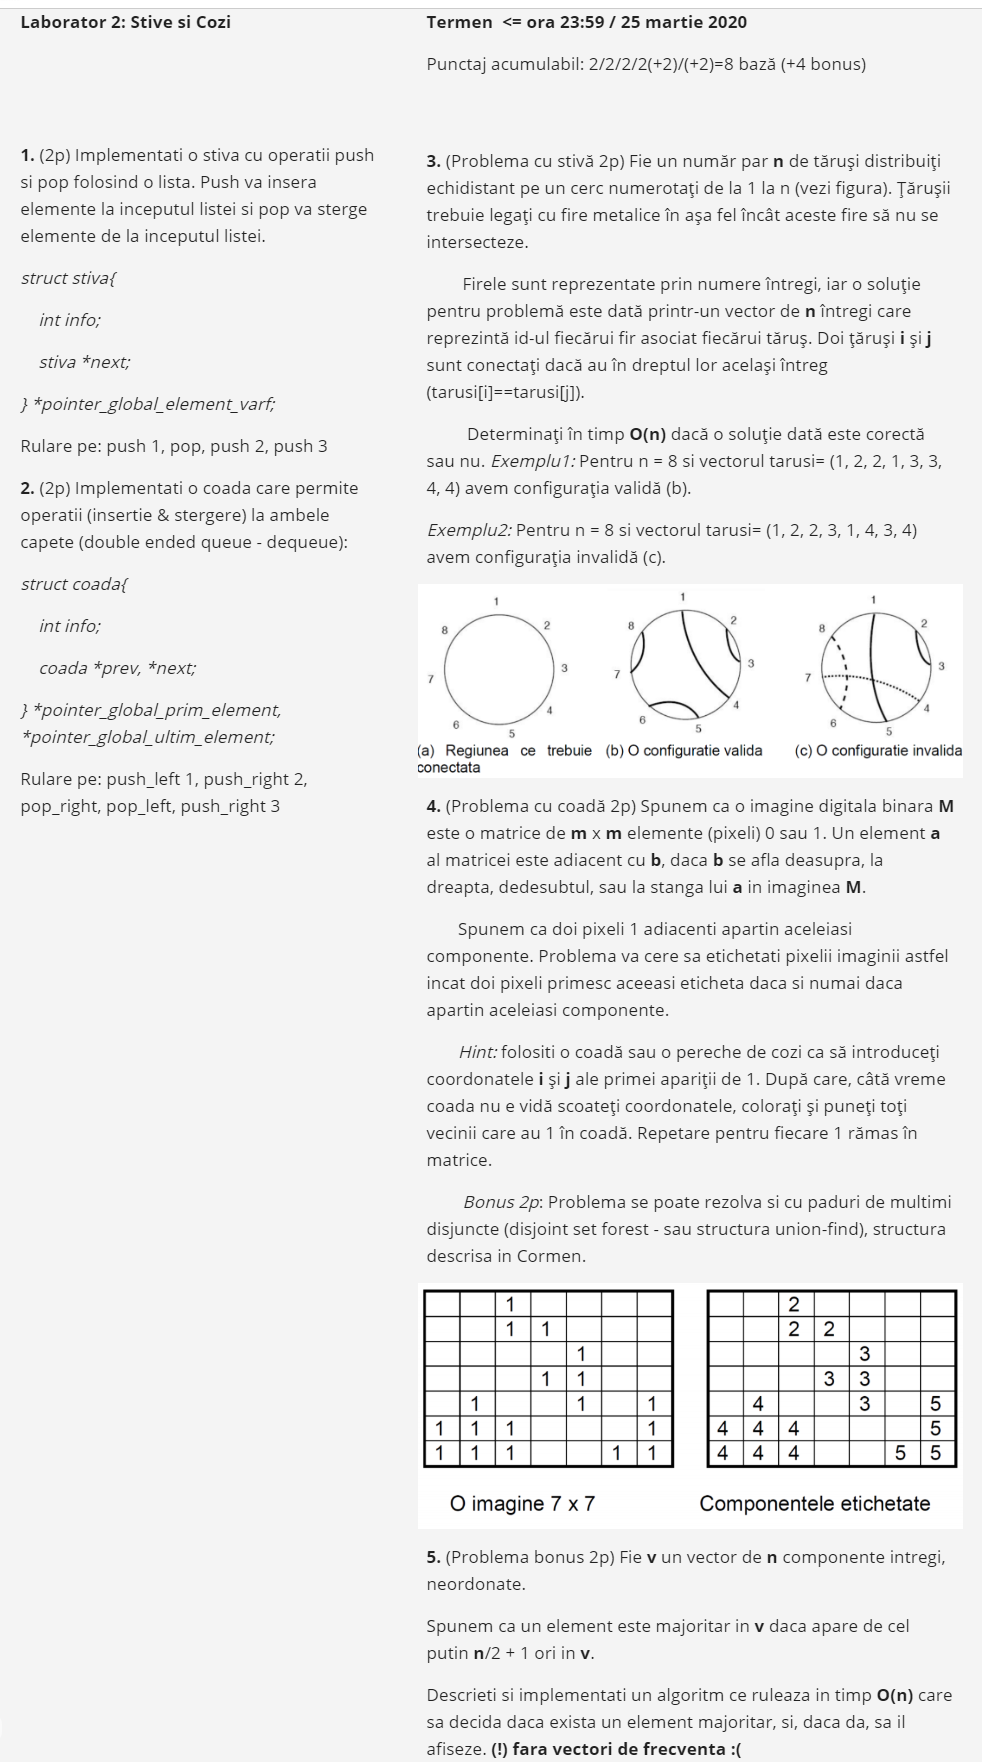 Laborator 2: Stive si Cozi
1. (2p) Implementati o stiva cu operatii push
si pop folosind o lista. Push va insera
elemente la inceputul listei si pop va sterge
elemente de la inceputul listei.
struct stiva{
int info;
stiva *next;
} *pointer_global_element_varf;
Rulare pe: push 1, pop, push 2, push 3
2. (2p) Implementati o coada care permite
operatii (insertie & stergere) la ambele
capete (double ended queue - dequeue):
struct coada{
int info;
coada *prev, *next;
} *pointer_global_prim_element,
*pointer_global_ultim_element;
Rulare pe: push_left 1, push_right 2,
pop_right, pop_left, push_right 3
Termen <= ora 23:59 / 25 martie 2020
Punctaj acumulabil: 2/2/2/2(+2)/(+2)=8 bază (+4 bonus)
3. (Problema cu stivă 2p) Fie un număr par n de tăruși distribuiți
echidistant pe un cerc numerotați de la 1 la n (vezi figura). Țărușii
trebuie legați cu fire metalice în așa fel încât aceste fire să nu se
intersecteze.
Firele sunt reprezentate prin numere întregi, iar o soluție
pentru problemă este dată printr-un vector de n întregi care
reprezintă id-ul fiecărui fir asociat fiecărui țăruș. Doi țăruși i și j
sunt conectați dacă au în dreptul lor același întreg
(tarusi[i]==tarusi[j]).
Determinați în timp O(n) dacă o soluție dată este corectă
sau nu. Exemplu1: Pentru n = 8 si vectorul tarusi= (1, 2, 2, 1, 3, 3,
4, 4) avem configurația validă (b).
Exemplu2: Pentru n = 8 si vectorul tarusi= (1, 2, 2, 3, 1, 4, 3, 4)
avem configurația invalidă (c).
1
2
3
4
5
6
7
8
(a) Regiunea ce trebuie
conectata
1
2
3
4
5
6
7
8
(b) O configuratie valida
1
2
3
4
5
6
7
8
(c) O configuratie invalida
4. (Problema cu coadă 2p) Spunem ca o imagine digitala binara M
este o matrice de m x m elemente (pixeli) 0 sau 1. Un element a
al matricei este adiacent cu b, daca b se afla deasupra, la
dreapta, dedesubtul, sau la stanga lui a in imaginea M.
Spunem ca doi pixeli 1 adiacenti apartin aceleiasi
componente. Problema va cere sa etichetati pixelii imaginii astfel
incat doi pixeli primesc aceeasi eticheta daca si numai daca
apartin aceleiasi componente.
Hint: folositi o coadă sau o pereche de cozi ca să introduceți
coordonatele i și j ale primei apariții de 1. După care, câtă vreme
coada nu e vidă scoateți coordonatele, colorați și puneți toți
vecinii care au 1 în coadă. Repetare pentru fiecare 1 rămas în
matrice.
Bonus 2p: Problema se poate rezolva si cu paduri de multimi
disjuncte (disjoint set forest - sau structura union-find), structura
descrisa in Cormen.
1
1 1
1
1 1
1 1 1
1 1 1 1
1 1 1 1 1
O imagine 7 x 7
2
2 2
3
3 3
4 3 5
4 4 4 5
4 4 4 5 5
Componentele etichetate
5. (Problema bonus 2p) Fie v un vector de n componente intregi,
neordonate.
Spunem ca un element este majoritar in v daca apare de cel
putin n/2 + 1 ori in v.
Descrieti si implementati un algoritm ce ruleaza in timp O(n) care
sa decida daca exista un element majoritar, si, daca da, sa il
afiseze. (!) fara vectori de frecventa :(